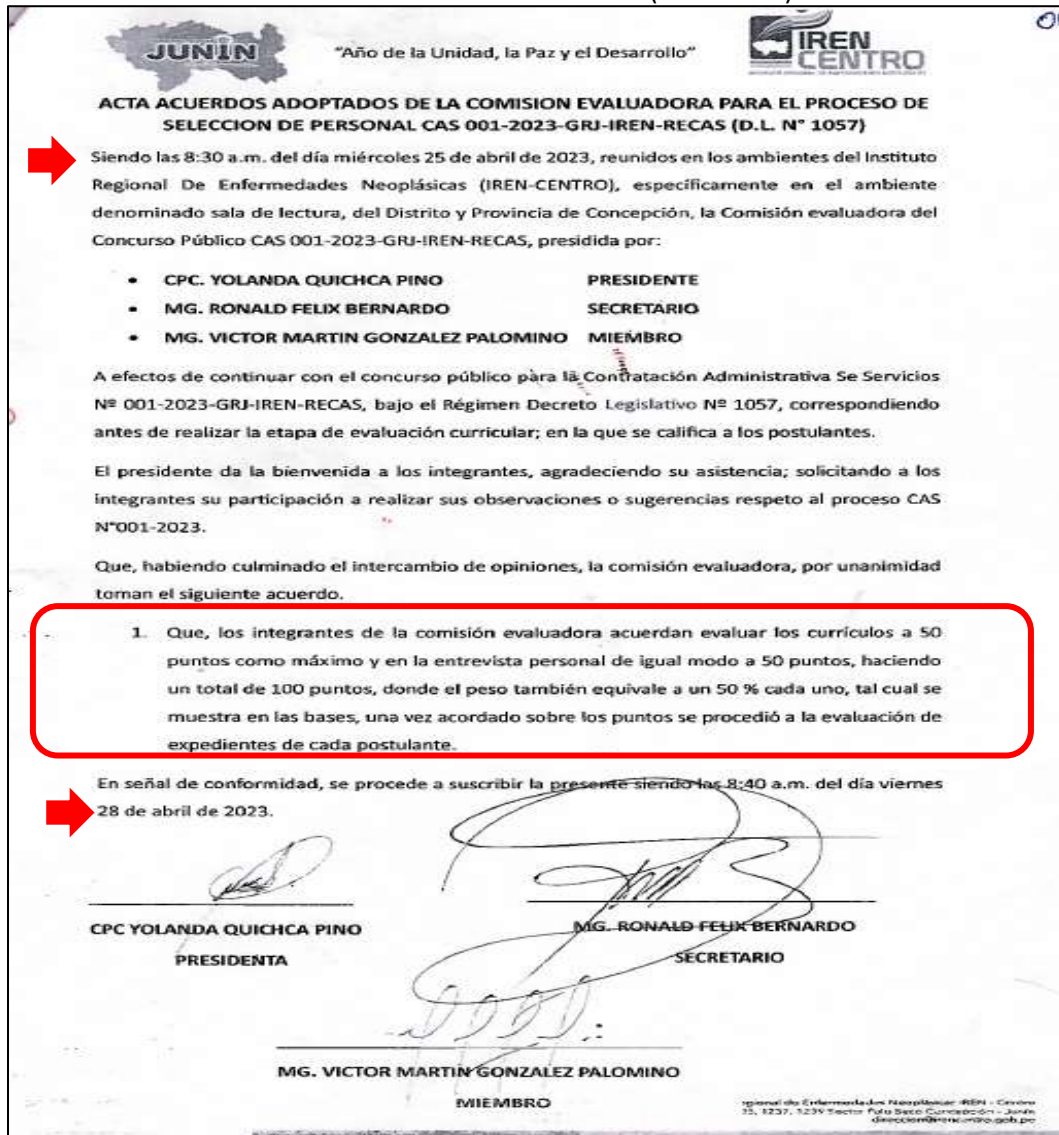 JUNÍN
"Año de la Unidad, la Paz y el Desarrollo"
IREN
CENTRO
ACTA ACUERDOS ADOPTADOS DE LA COMISION EVALUADORA PARA EL PROCESO DE
SELECCION DE PERSONAL CAS 001-2023-GRJ-IREN-RECAS (D.L. N° 1057)
Siendo las 8:30 a.m. del día miércoles 25 de abril de 2023, reunidos en los ambientes del Instituto
Regional De Enfermedades Neoplásicas (IREN-CENTRO), específicamente en el ambiente
denominado sala de lectura, del Distrito y Provincia de Concepción, la Comisión evaluadora del
Concurso Público CAS 001-2023-GRJ-IREN-RECAS, presidida por:
• CPC. YOLANDA QUICHCA PINO PRESIDENTE
• MG. RONALD FELIX BERNARDO SECRETARIO
• MG. VICTOR MARTIN GONZALEZ PALOMINO MIEMBRO
A efectos de continuar con el concurso público para la Contratación Administrativa Se Servicios
Nº 001-2023-GRJ-IREN-RECAS, bajo el Régimen Decreto Legislativo Nº 1057, correspondiendo
antes de realizar la etapa de evaluación curricular; en la que se califica a los postulantes.
El presidente da la bienvenida a los integrantes, agradeciendo su asistencia; solicitando a los
integrantes su participación a realizar sus observaciones o sugerencias respeto al proceso CAS
N°001-2023.
Que, habiendo culminado el intercambio de opiniones, la comisión evaluadora, por unanimidad
toman el siguiente acuerdo.
1. Que, los integrantes de la comisión evaluadora acuerdan evaluar los currículos a 50
puntos como máximo y en la entrevista personal de igual modo a 50 puntos, haciendo
un total de 100 puntos, donde el peso también equivale a un 50 % cada uno, tal cual se
muestra en las bases, una vez acordado sobre los puntos se procedió a la evaluación de
expedientes de cada postulante.
En señal de conformidad, se procede a suscribir la presente siendo las 8:40 a.m. del día viernes
28 de abril de 2023.
CPC YOLANDA QUICHCA PINO
PRESIDENTA
MG. RONALD FELIX BERNARDO
SECRETARIO
MG. VICTOR MARTIN GONZALEZ PALOMINO
MIEMBRO
regional de Enfermedades Neoplásicas IREN - Centro
1237, 1239 Sector Palo Seco Concepción - Junín